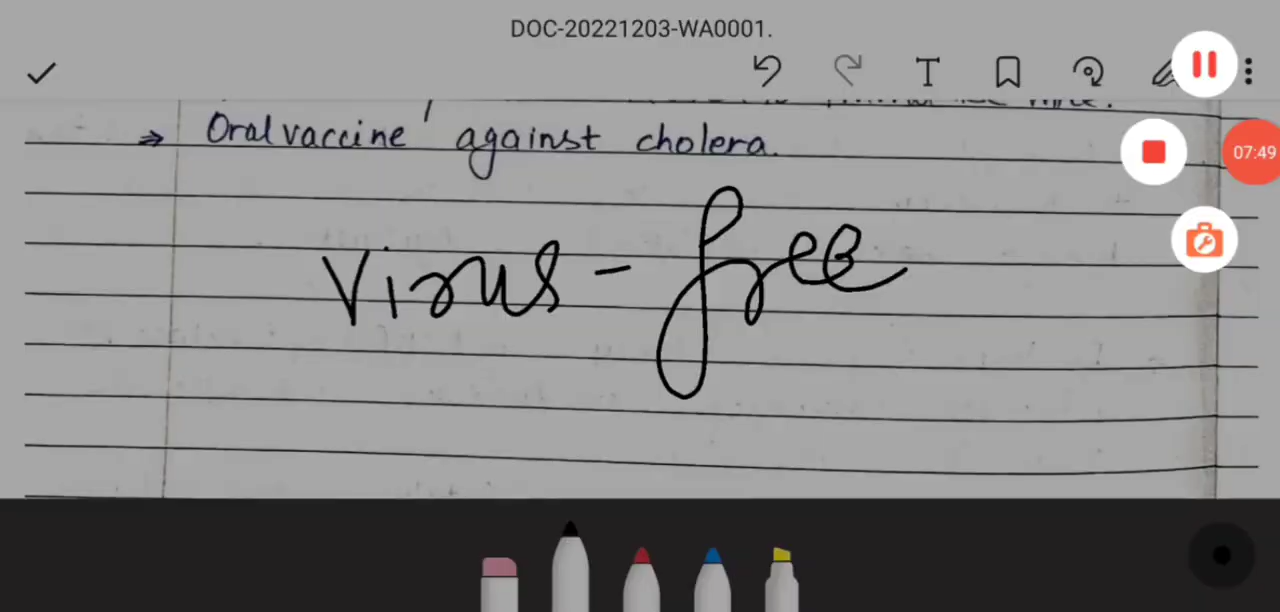 DOC-20221203-WA0001.
T
⇒ Oral vaccine against cholera.
07:49
Virus - free